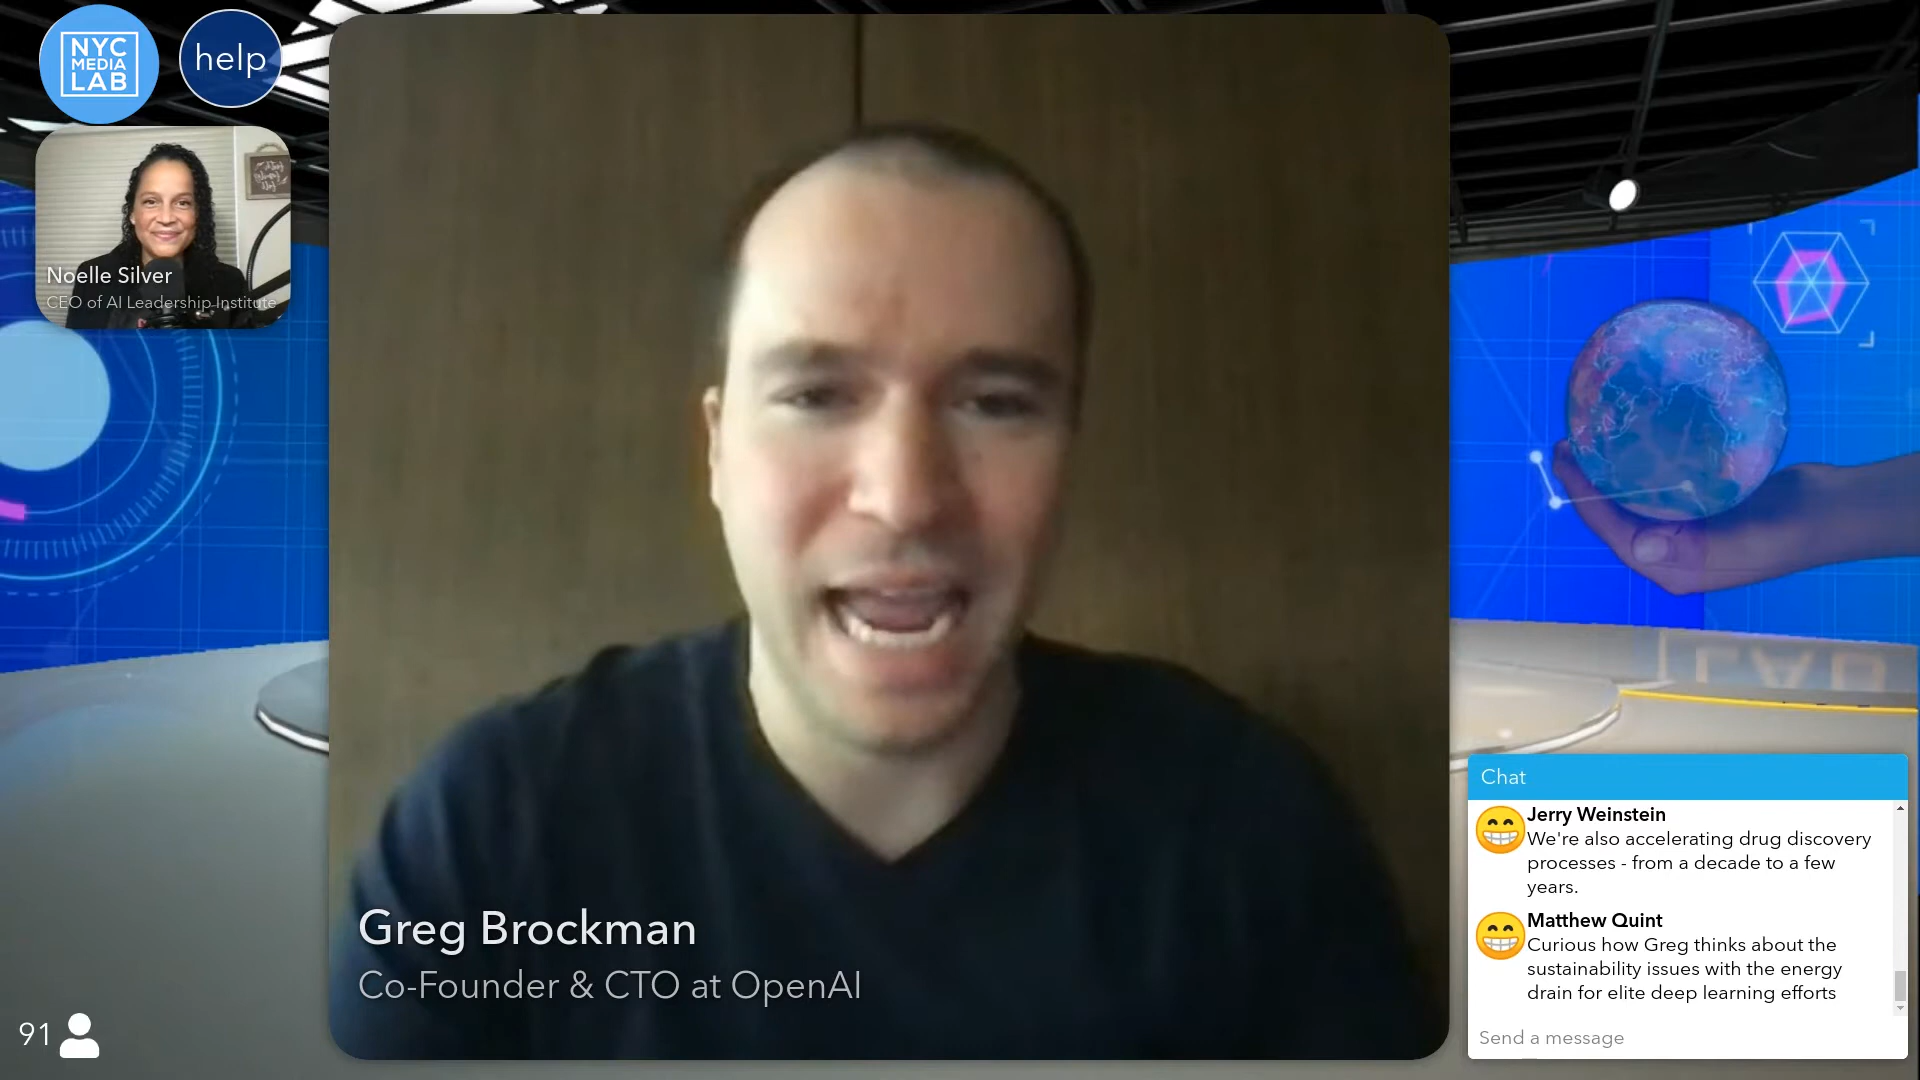 NYC
MEDIA
LAB
help
Noelle Silver
CEO of AI Leadership Institute
Greg Brockman
Co-Founder & CTO at OpenAI
91
LAB
Chat
Jerry Weinstein
We're also accelerating drug discovery
processes - from a decade to a few
years.
Matthew Quint
Curious how Greg thinks about the
sustainability issues with the energy
drain for elite deep learning efforts
Send a message